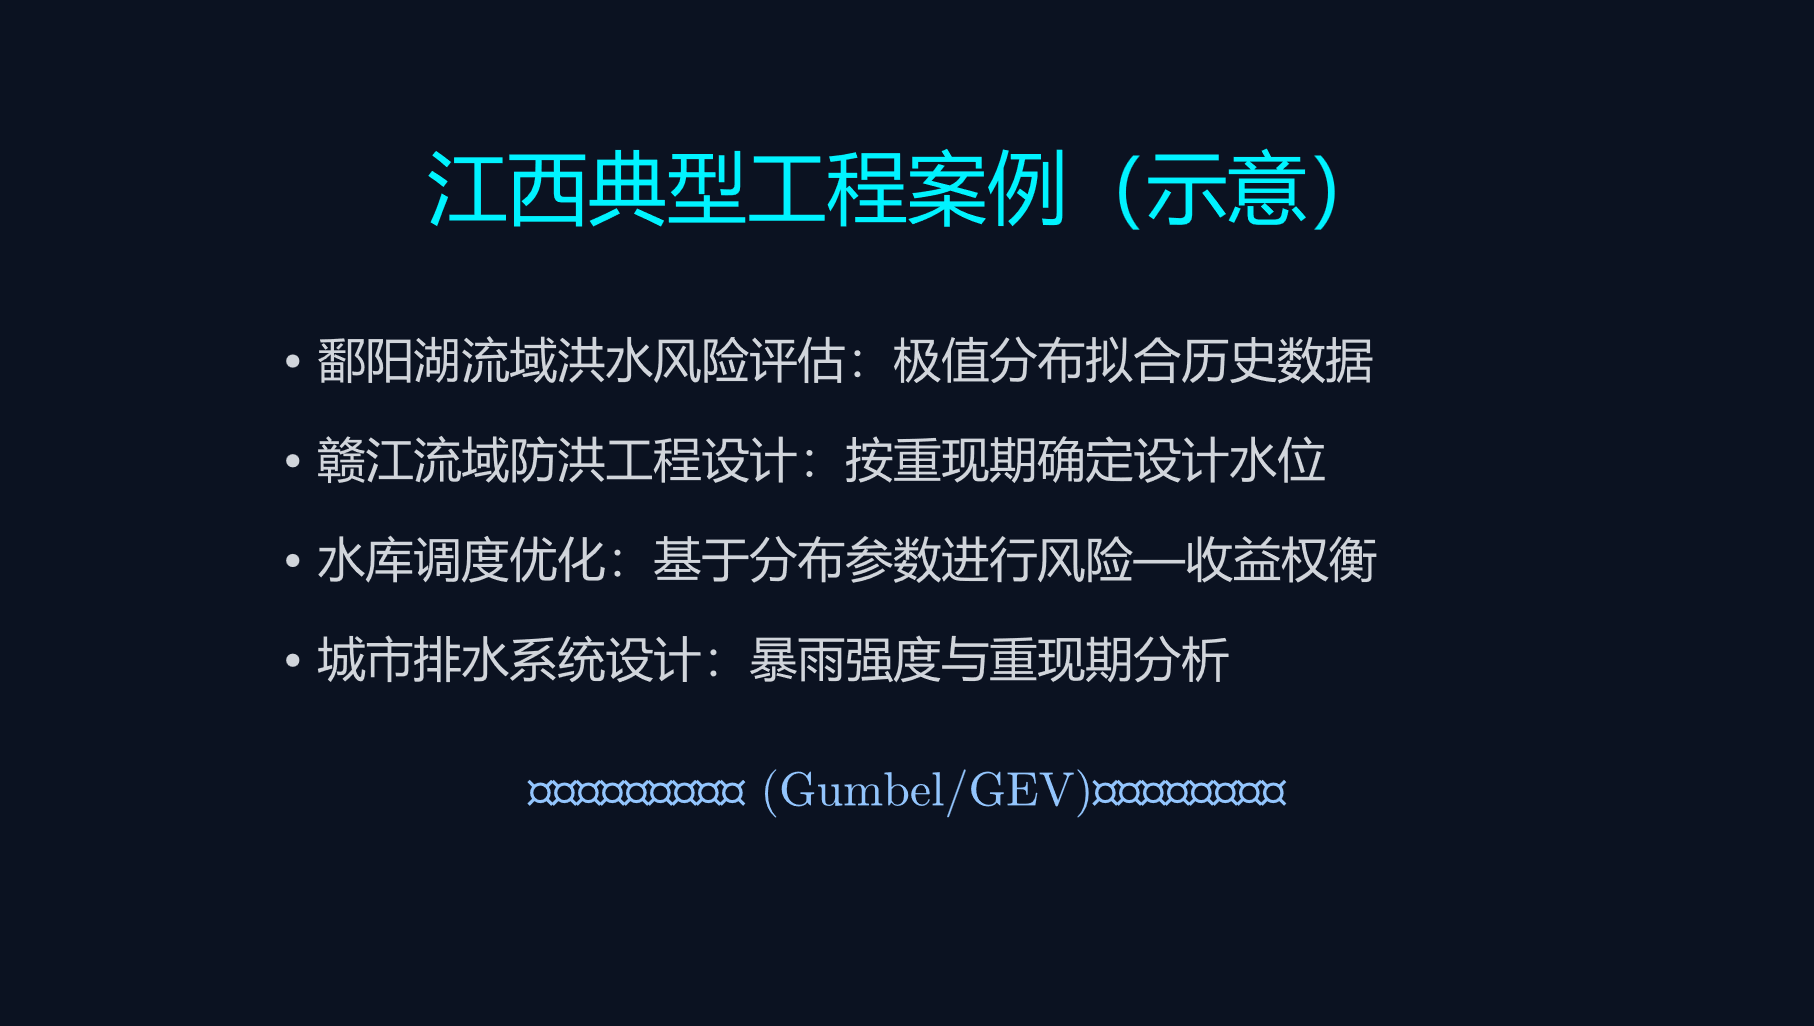 江西典型工程案例（示意）
• 鄱阳湖流域洪水风险评估：极值分布拟合历史数据
• 赣江流域防洪工程设计：按重现期确定设计水位
• 水库调度优化：基于分布参数进行风险—收益权衡
• 城市排水系统设计：暴雨强度与重现期分析
¤¤¤¤¤¤¤¤¤ (Gumbel/GEV)¤¤¤¤¤¤¤¤